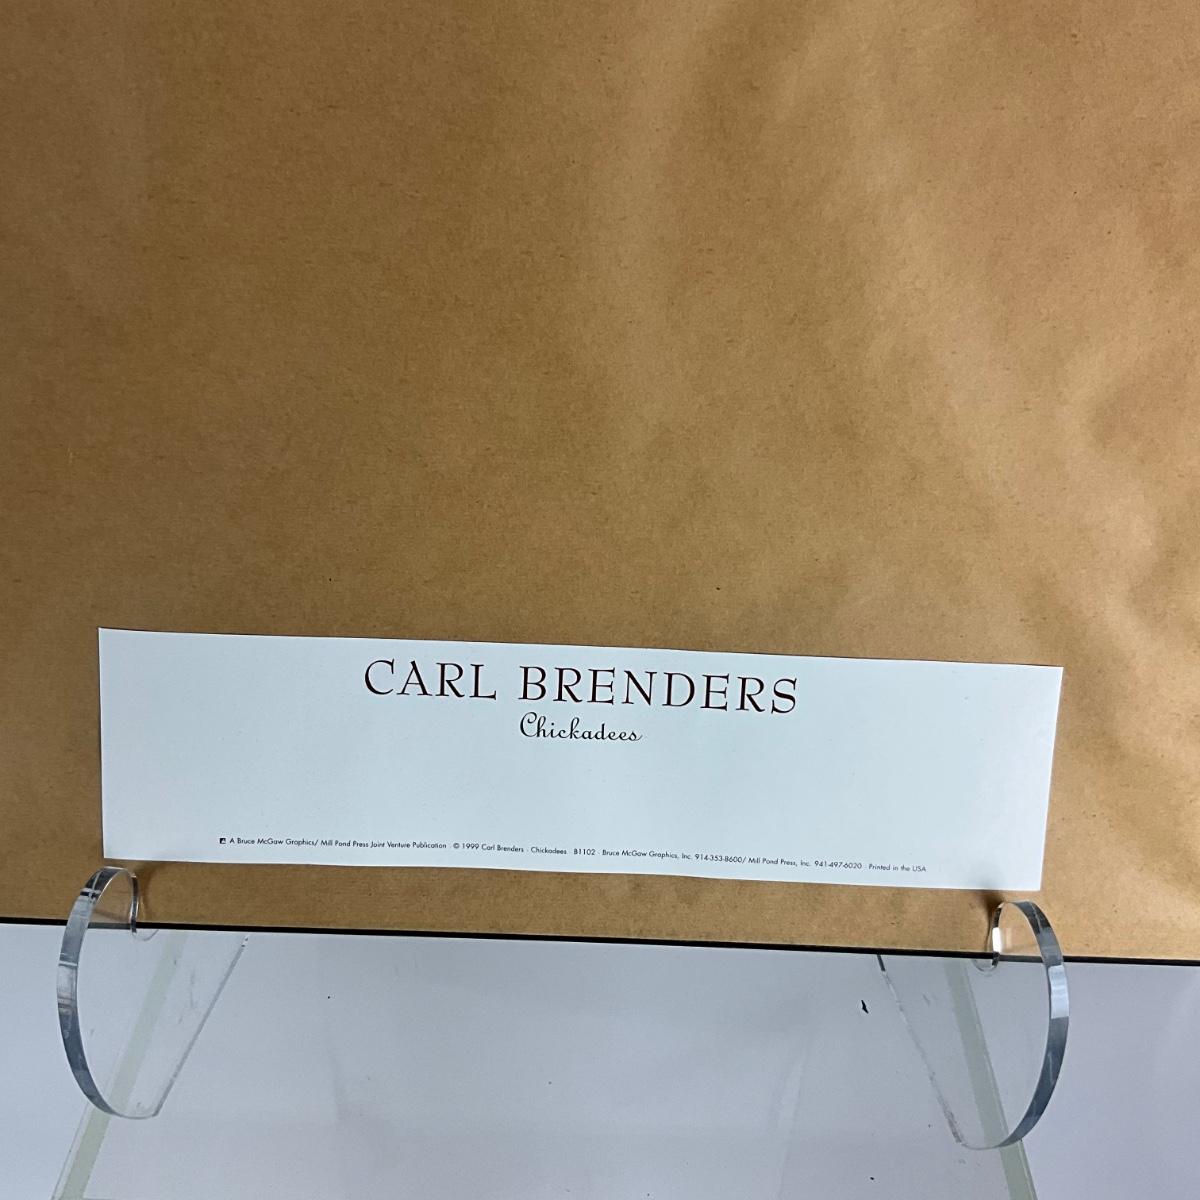 CARL BRENDERS
Chickadees
A Bruce McGaw Graphics/ Mill Pond Press Joint Venture Publication · © 1999 Carl Brenders · Chickadees · B1102 · Bruce McGaw Graphics, Inc. 914-353-8600/ Mill Pond Press, Inc. 941-497-6020 · Printed in the USA